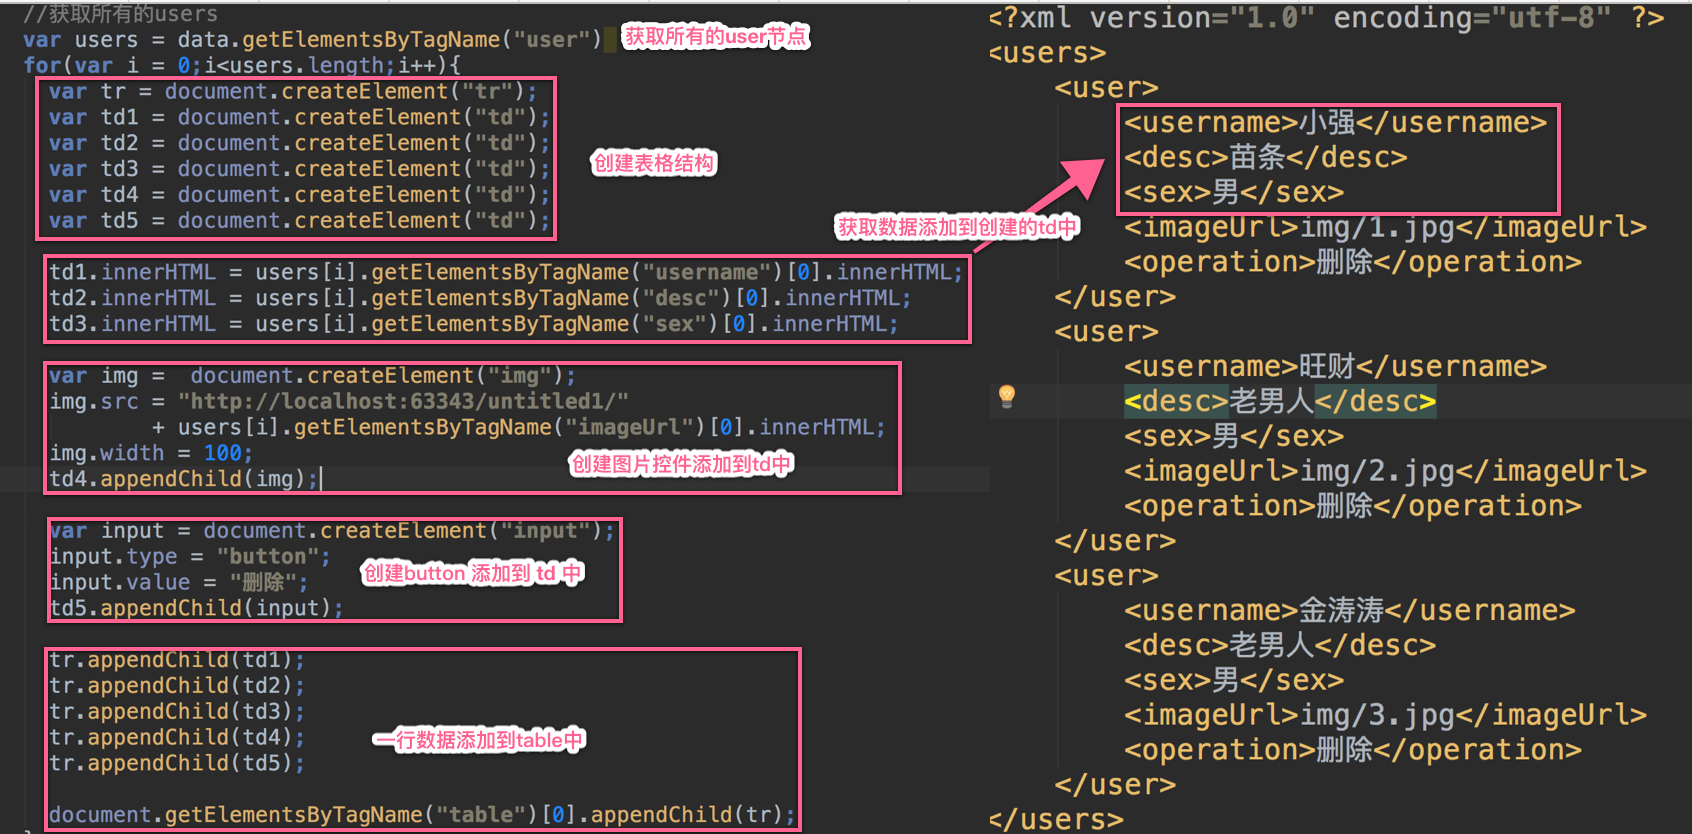 //获取所有的users
var users = data.getElementsByTagName("user")
获取所有的user节点
for(var i = 0;i<users.length;i++){
var tr = document.createElement("tr");
var td1 = document.createElement("td");
var td2 = document.createElement("td");
var td3 = document.createElement("td");
var td4 = document.createElement("td");
var td5 = document.createElement("td");
创建表格结构
获取数据添加到创建的td中
td1.innerHTML = users[i].getElementsByTagName("username")[0].innerHTML;
td2.innerHTML = users[i].getElementsByTagName("desc")[0].innerHTML;
td3.innerHTML = users[i].getElementsByTagName("sex")[0].innerHTML;
var img =  document.createElement("img");
img.src = "http://localhost:63343/untitled1/"
+ users[i].getElementsByTagName("imageUrl")[0].innerHTML;
img.width = 100;
td4.appendChild(img);
创建图片控件添加到td中
var input = document.createElement("input");
input.type = "button";
input.value = "删除";
td5.appendChild(input);
创建button 添加到 td 中
tr.appendChild(td1);
tr.appendChild(td2);
tr.appendChild(td3);
tr.appendChild(td4);
tr.appendChild(td5);
一行数据添加到table中
document.getElementsByTagName("table")[0].appendChild(tr);
<?xml version="1.0" encoding="utf-8" ?>
<users>
<user>
<username>小强</username>
<desc>苗条</desc>
<sex>男</sex>
<imageUrl>img/1.jpg</imageUrl>
<operation>删除</operation>
</user>
<user>
<username>旺财</username>
<desc>老男人</desc>
<sex>男</sex>
<imageUrl>img/2.jpg</imageUrl>
<operation>删除</operation>
</user>
<user>
<username>金涛涛</username>
<desc>老男人</desc>
<sex>男</sex>
<imageUrl>img/3.jpg</imageUrl>
<operation>删除</operation>
</user>
</users>